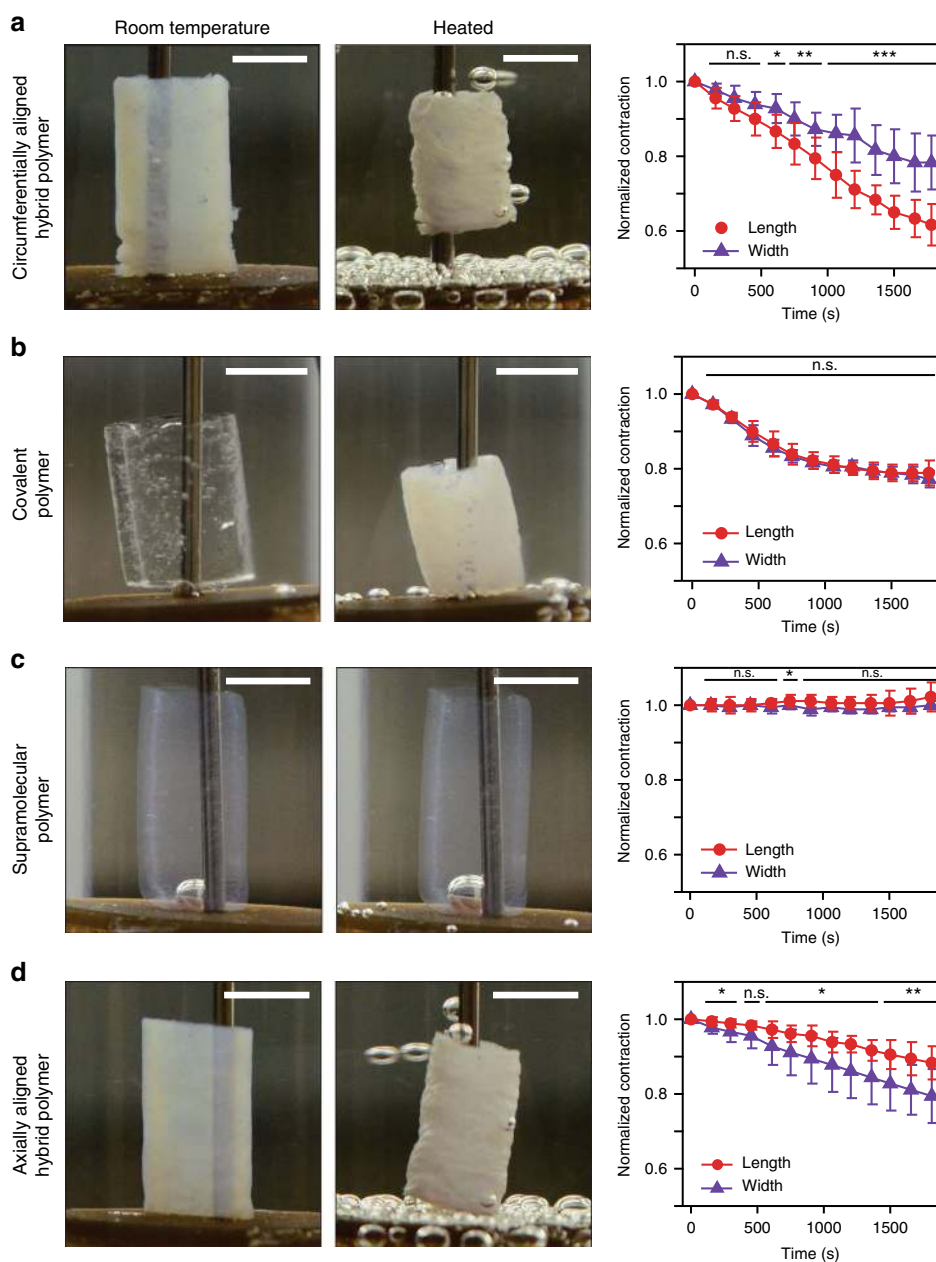 a
Room temperature
Heated
Circumferentially aligned
hybrid polymer
n.s.
*
**
***
Normalized contraction
1.0
0.8
0.6
Length
Width
0
500
1000
1500
Time (s)
b
Covalent
polymer
n.s.
Normalized contraction
1.0
0.8
0.6
Length
Width
0
500
1000
1500
Time (s)
c
Supramolecular
polymer
n.s.
*
n.s.
Normalized contraction
1.0
0.8
0.6
Length
Width
0
500
1000
1500
Time (s)
d
Axially aligned
hybrid polymer
*
n.s.
*
**
Normalized contraction
1.0
0.8
0.6
Length
Width
0
500
1000
1500
Time (s)